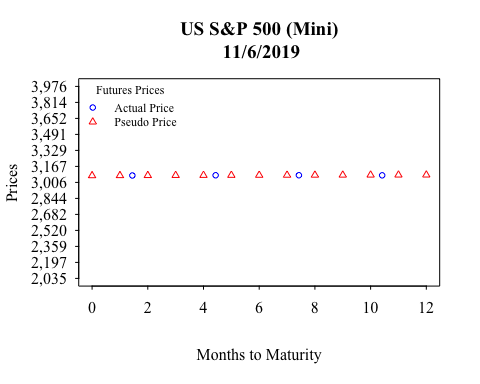 US S&P 500 (Mini)
11/6/2019
Futures Prices
Actual Price
Pseudo Price
3,976
3,814
3,652
3,491
3,329
3,167
3,006
2,844
2,682
2,520
2,359
2,197
2,035
Prices
0 2 4 6 8 10 12
Months to Maturity